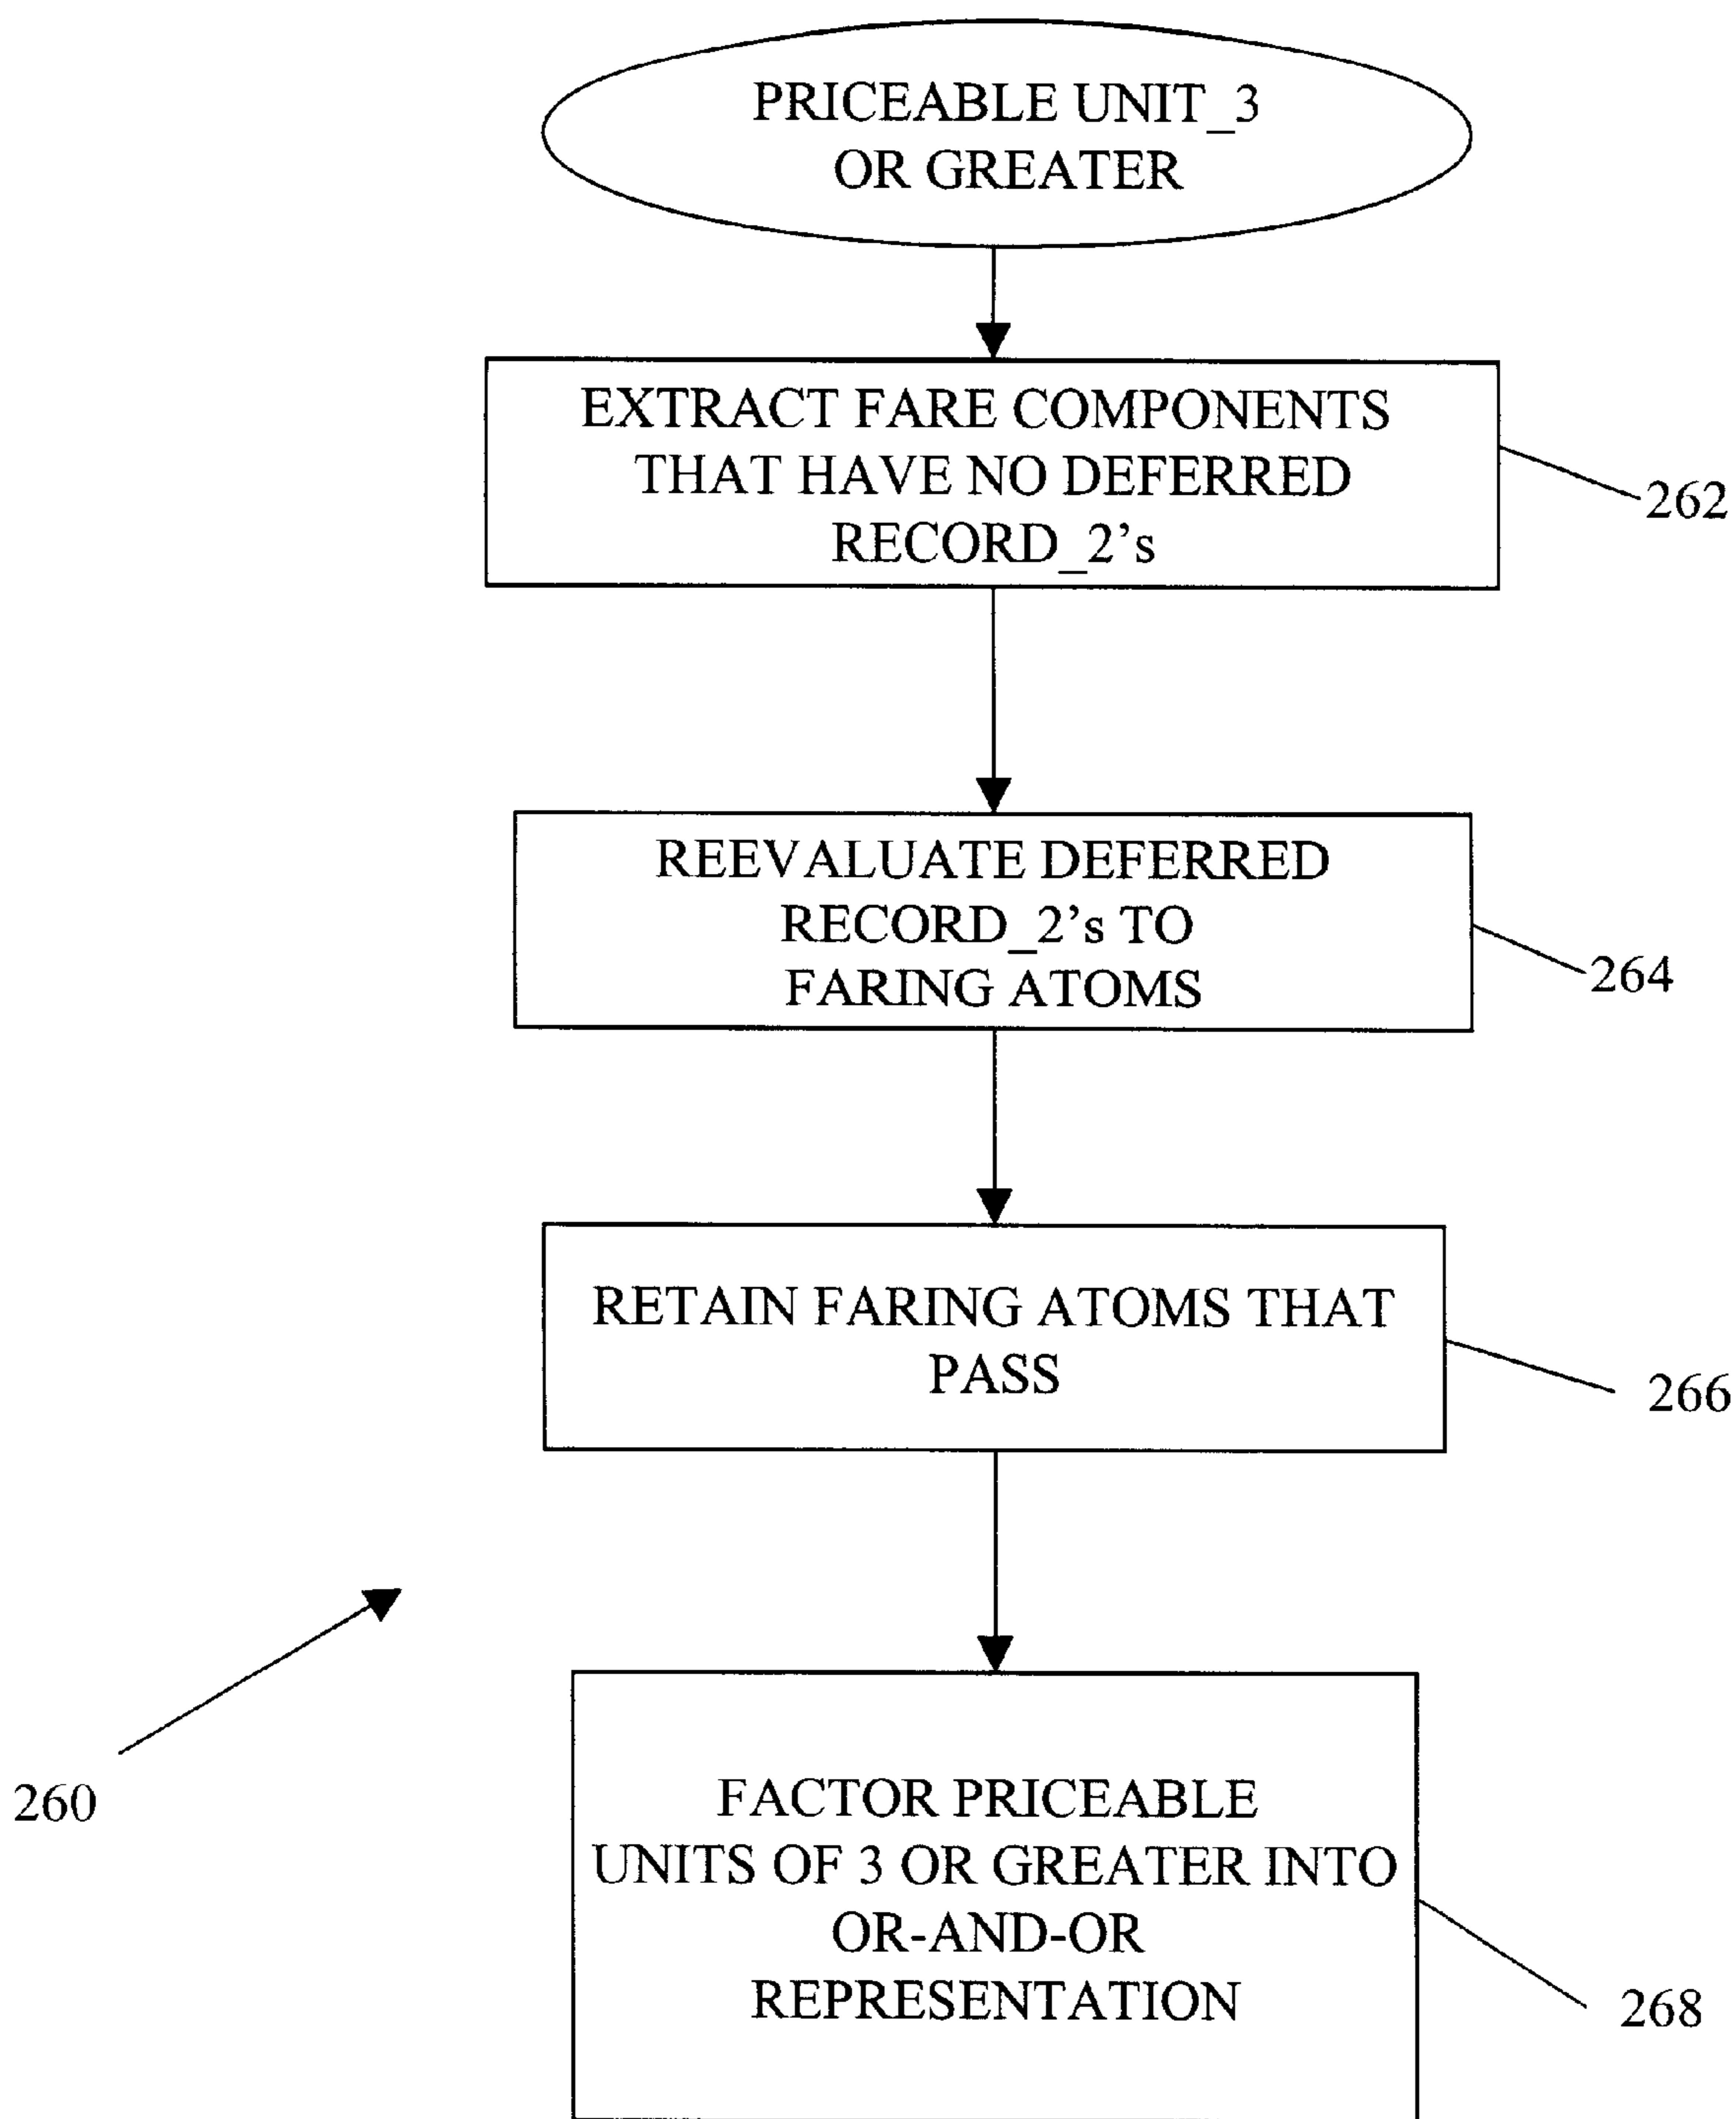 PRICEABLE UNIT_3
OR GREATER
EXTRACT FARE COMPONENTS
THAT HAVE NO DEFERRED
RECORD_2's
262
REEVALUATE DEFERRED
RECORD_2's TO
FARING ATOMS
264
RETAIN FARING ATOMS THAT
PASS
266
260
FACTOR PRICEABLE
UNITS OF 3 OR GREATER INTO
OR-AND-OR
REPRESENTATION
268